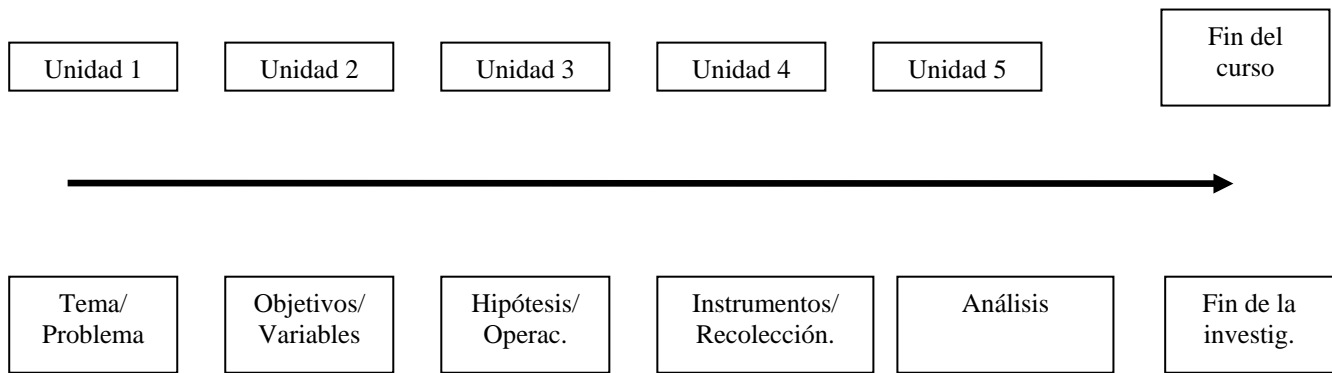 Unidad 1
Unidad 2
Unidad 3
Unidad 4
Unidad 5
Fin del
curso
Tema/
Problema
Objetivos/
Variables
Hipótesis/
Operac.
Instrumentos/
Recolección.
Análisis
Fin de la
investig.